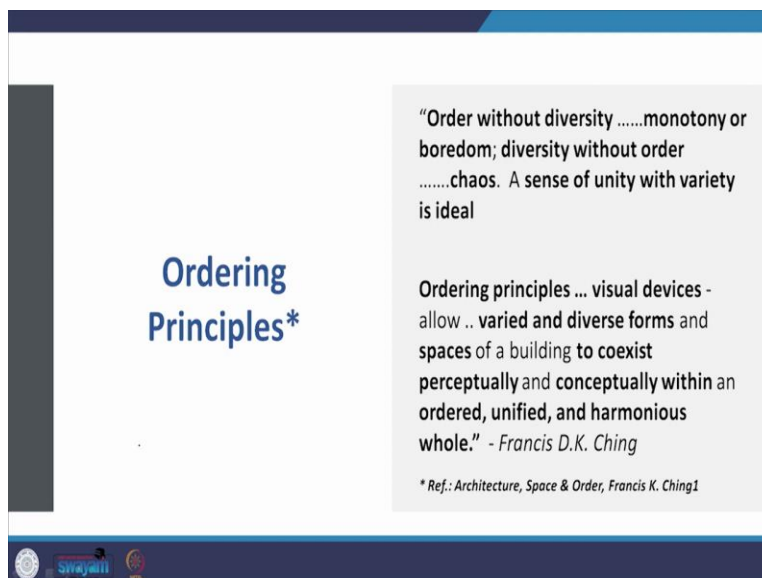 Ordering
Principles*
“Order without diversity ......monotony or
boredom; diversity without order
.......chaos. A sense of unity with variety
is ideal
Ordering principles ... visual devices -
allow .. varied and diverse forms and
spaces of a building to coexist
perceptually and conceptually within an
ordered, unified, and harmonious
whole.” - Francis D.K. Ching
* Ref.: Architecture, Space & Order, Francis K. Ching1
swayam